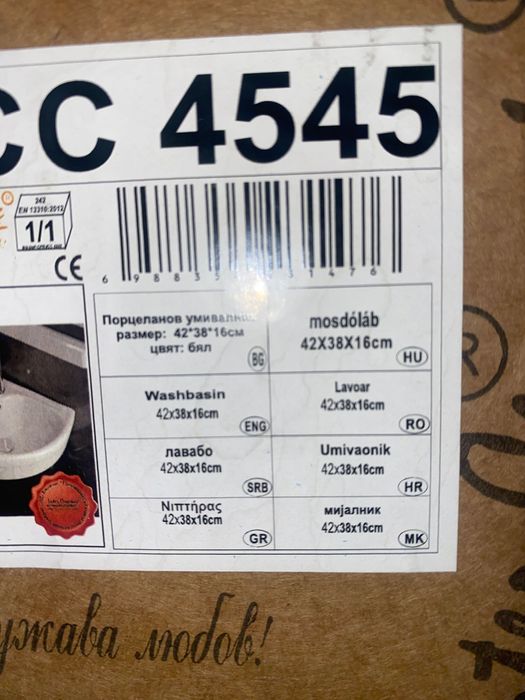 CC 4545
EN 13310:2012
1/1
CE
Порцеланов
размер: 42*38*16см
цвят: бял
BG
mosdóláb
42X38X16cm
HU
Washbasin
42x38x16cm
ENG
Lavoar
42x38x16cm
RO
лавабо
42x38x16cm
SRB
Umivaonik
42x38x16cm
HR
Νιπτήρας
42x38x16cm
GR
мијалник
42x38x16cm
MK
любов!